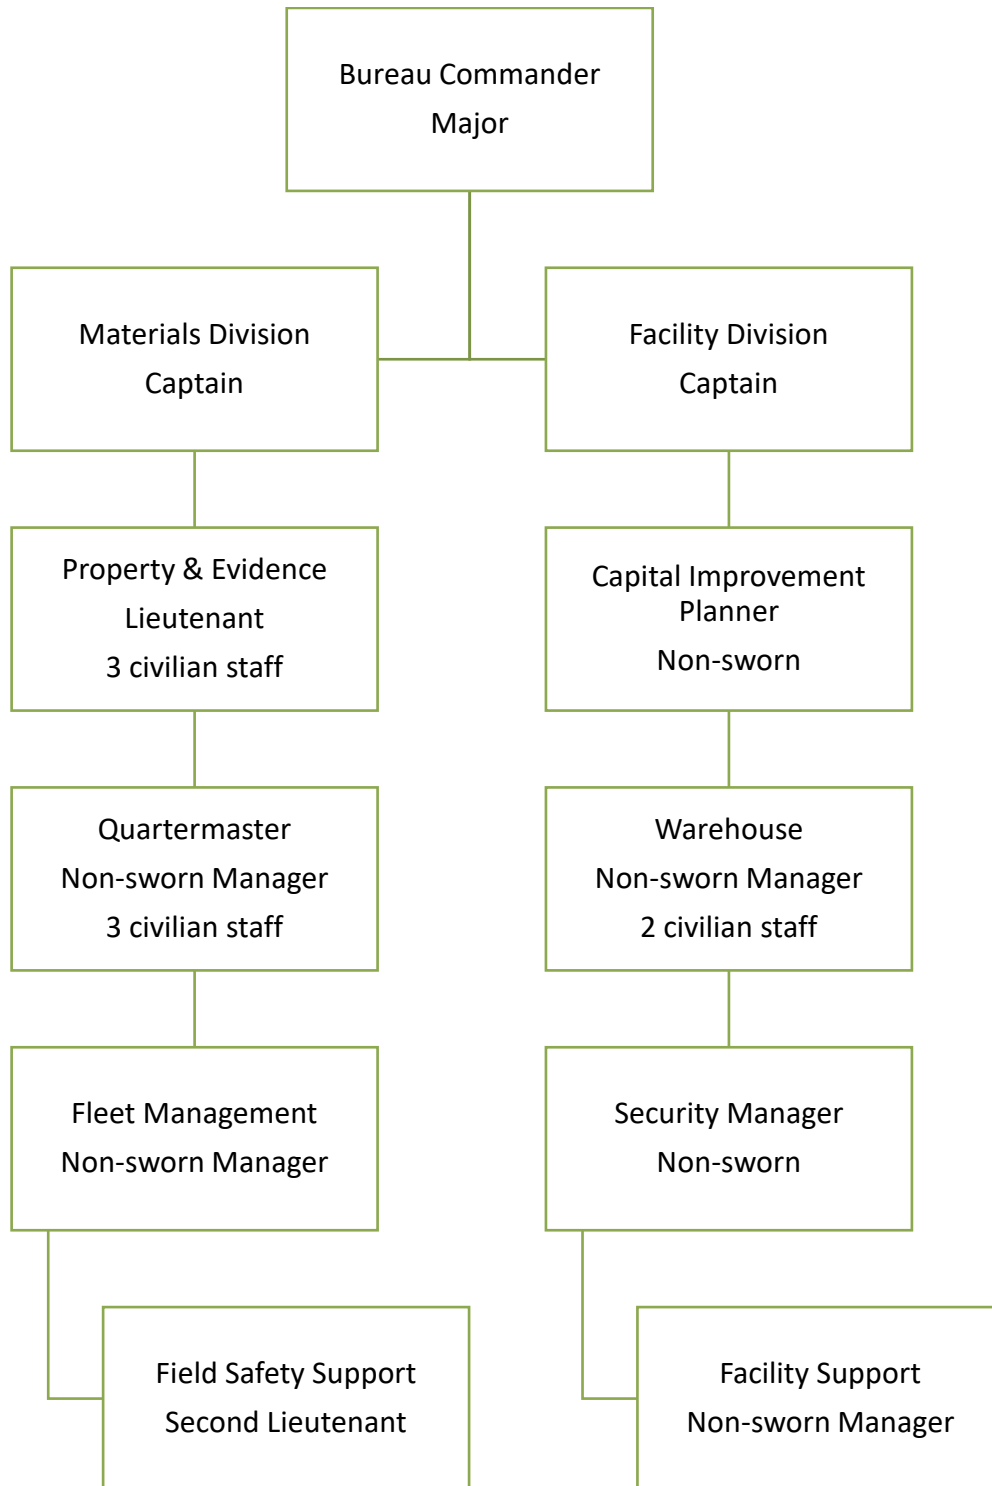 Bureau Commander
Major
Materials Division
Captain
Facility Division
Captain
Property & Evidence
Lieutenant
3 civilian staff
Capital Improvement
Planner
Non-sworn
Quartermaster
Non-sworn Manager
3 civilian staff
Warehouse
Non-sworn Manager
2 civilian staff
Fleet Management
Non-sworn Manager
Security Manager
Non-sworn
Field Safety Support
Second Lieutenant
Facility Support
Non-sworn Manager